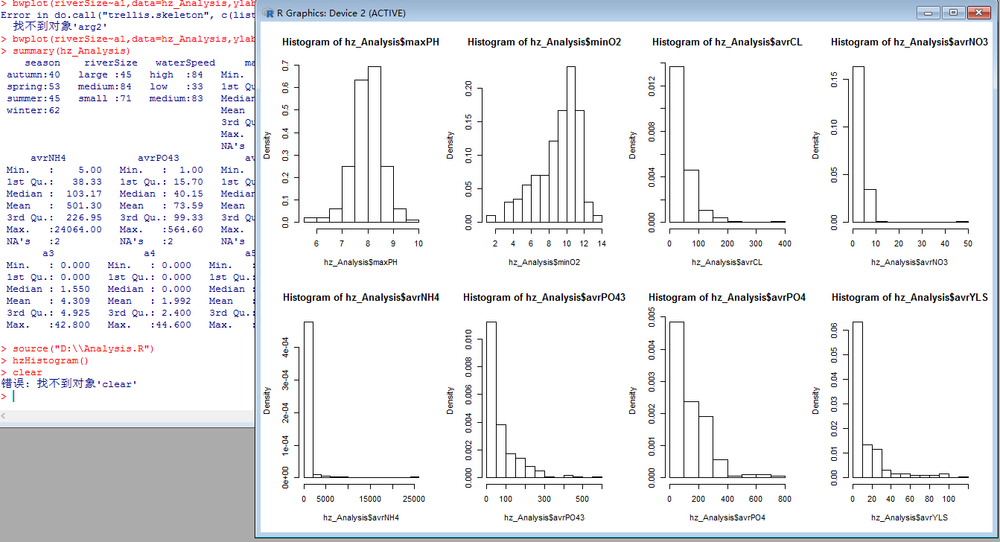 > bwplot(riverSize~a1,data=hz_Analysis,ylab
Error in do.call("trellis.skeleton", c(list
  找不到对象'arg2'
> bwplot(riverSize~a1,data=hz_Analysis,ylab
> summary(hz_Analysis)
season riverSize waterSpeed ma
autumn:40 large :45 high :84 Min.
spring:53 medium:84 low :33 1st Qu
summer:45 small :71 medium:83 Median
winter:62 Mean
3rd Qu
Max.
NA's
avrNH4 avrPO43 av
Min. : 5.00 Min. : 1.00 Min.
1st Qu.: 38.33 1st Qu.: 15.70 1st Qu
Median : 103.17 Median : 40.15 Median
Mean : 501.30 Mean : 73.59 Mean
3rd Qu.: 226.95 3rd Qu.: 99.33 3rd Qu
Max. :24064.00 Max. :564.60 Max.
NA's :2 NA's :2 NA's
a3 a4 a5
Min. : 0.000 Min. : 0.000 Min. :
1st Qu.: 0.000 1st Qu.: 0.000 1st Qu.:
Median : 1.550 Median : 0.000 Median :
Mean : 4.309 Mean : 1.992 Mean :
3rd Qu.: 4.925 3rd Qu.: 2.400 3rd Qu.:
Max. :42.800 Max. :44.600 Max. :
> source("D:\\Analysis.R")
> hzHistogram()
> clear
错误: 找不到对象'clear'
>
R Graphics: Device 2 (ACTIVE)
Histogram of hz_Analysis$maxPH
Density
0.0 0.1 0.2 0.3 0.4 0.5 0.6 0.7
6 7 8 9 10
hz_Analysis$maxPH
Histogram of hz_Analysis$minO2
Density
0.00 0.05 0.10 0.15 0.20
2 4 6 8 10 12 14
hz_Analysis$minO2
Histogram of hz_Analysis$avrCL
Density
0.000 0.004 0.008 0.012
0 100 200 300 400
hz_Analysis$avrCL
Histogram of hz_Analysis$avrNO3
Density
0.00 0.05 0.10 0.15
0 10 20 30 40 50
hz_Analysis$avrNO3
Histogram of hz_Analysis$avrNH4
Density
0e+00 1e-04 2e-04 3e-04 4e-04
0 5000 15000 25000
hz_Analysis$avrNH4
Histogram of hz_Analysis$avrPO43
Density
0.000 0.002 0.004 0.006 0.008 0.010
0 100 300 500
hz_Analysis$avrPO43
Histogram of hz_Analysis$avrPO4
Density
0.000 0.001 0.002 0.003 0.004 0.005
0 200 400 600 800
hz_Analysis$avrPO4
Histogram of hz_Analysis$avrYLS
Density
0.00 0.01 0.02 0.03 0.04 0.05 0.06
0 20 40 60 80 100
hz_Analysis$avrYLS